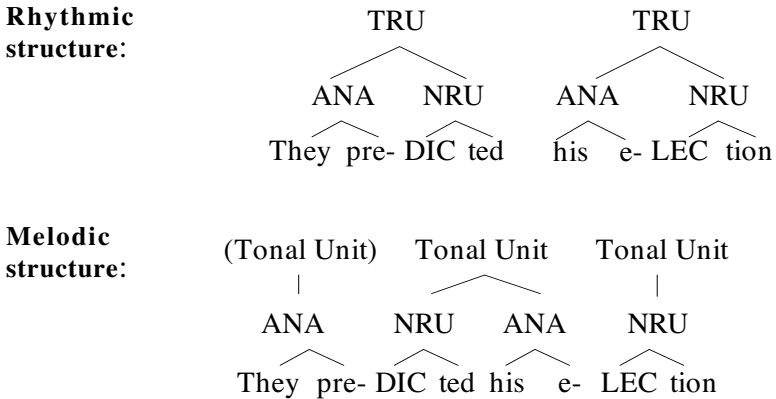 Rhythmic TRU TRU
structure:
ANA NRU ANA NRU
They pre- DIC ted his e- LEC tion
Melodic
structure: (Tonal Unit) Tonal Unit Tonal Unit
ANA NRU ANA NRU
They pre- DIC ted his e- LEC tion